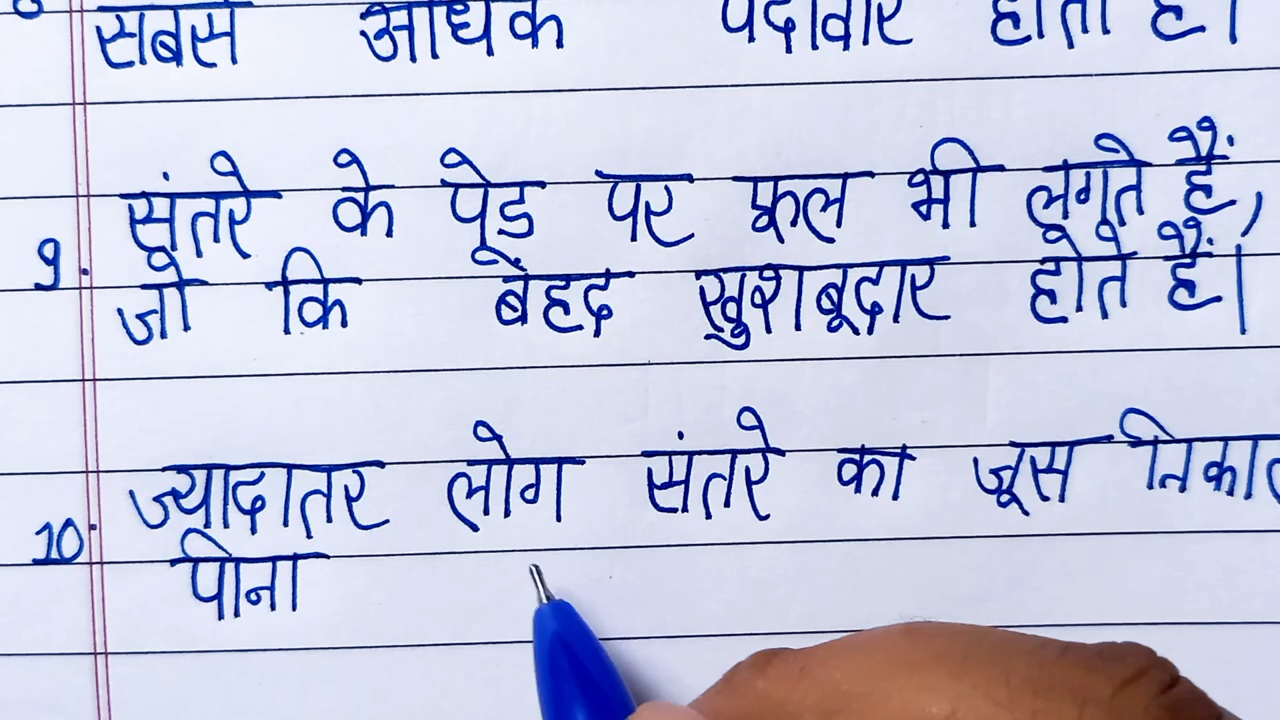 सबसे अधिक पैदावार होती है।
9. संतरे के पेड़ पर फूल भी लगते हैं,
जो कि बेहद खुशबूदार होते हैं।
10. ज्यादातर लोग संतरे का जूस निकाल
पीना